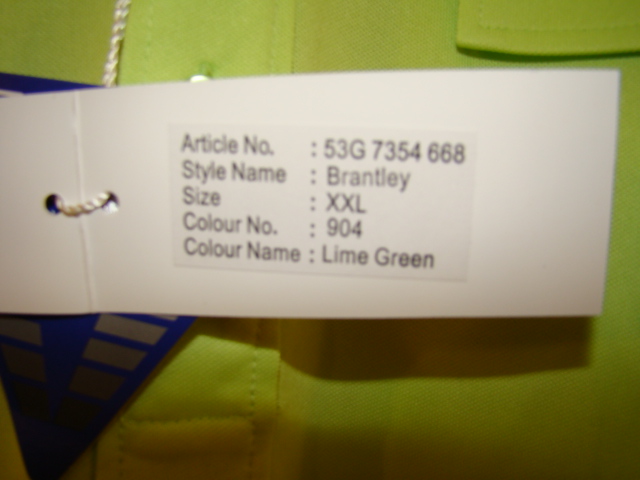 Article No. : 53G 7354 668
Style Name : Brantley
Size : XXL
Colour No. : 904
Colour Name : Lime Green